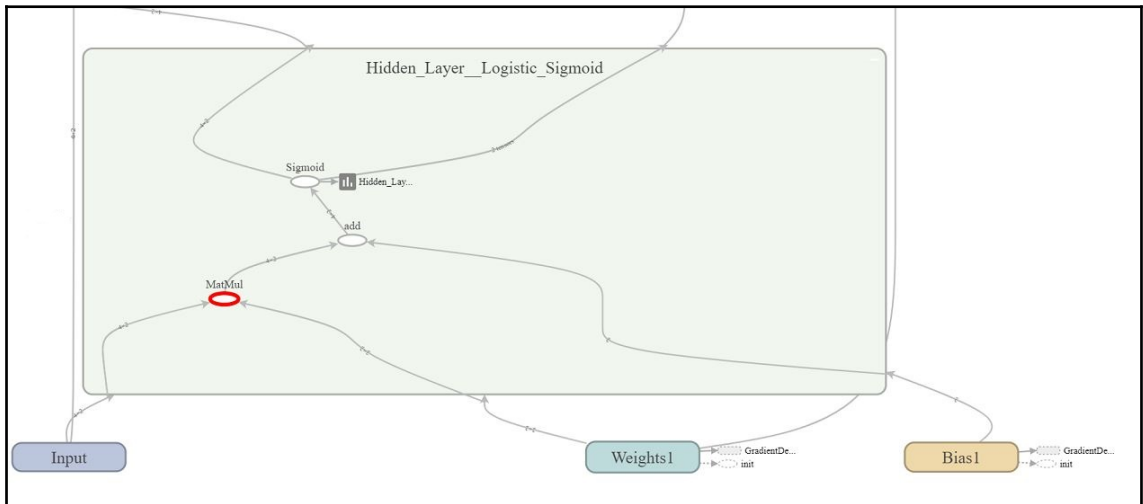 Hidden_Layer__Logistic_Sigmoid
Sigmoid
Hidden_Lay...
add
MatMul
Input
Weights1
GradientDe...
init
Bias1
GradientDe...
init